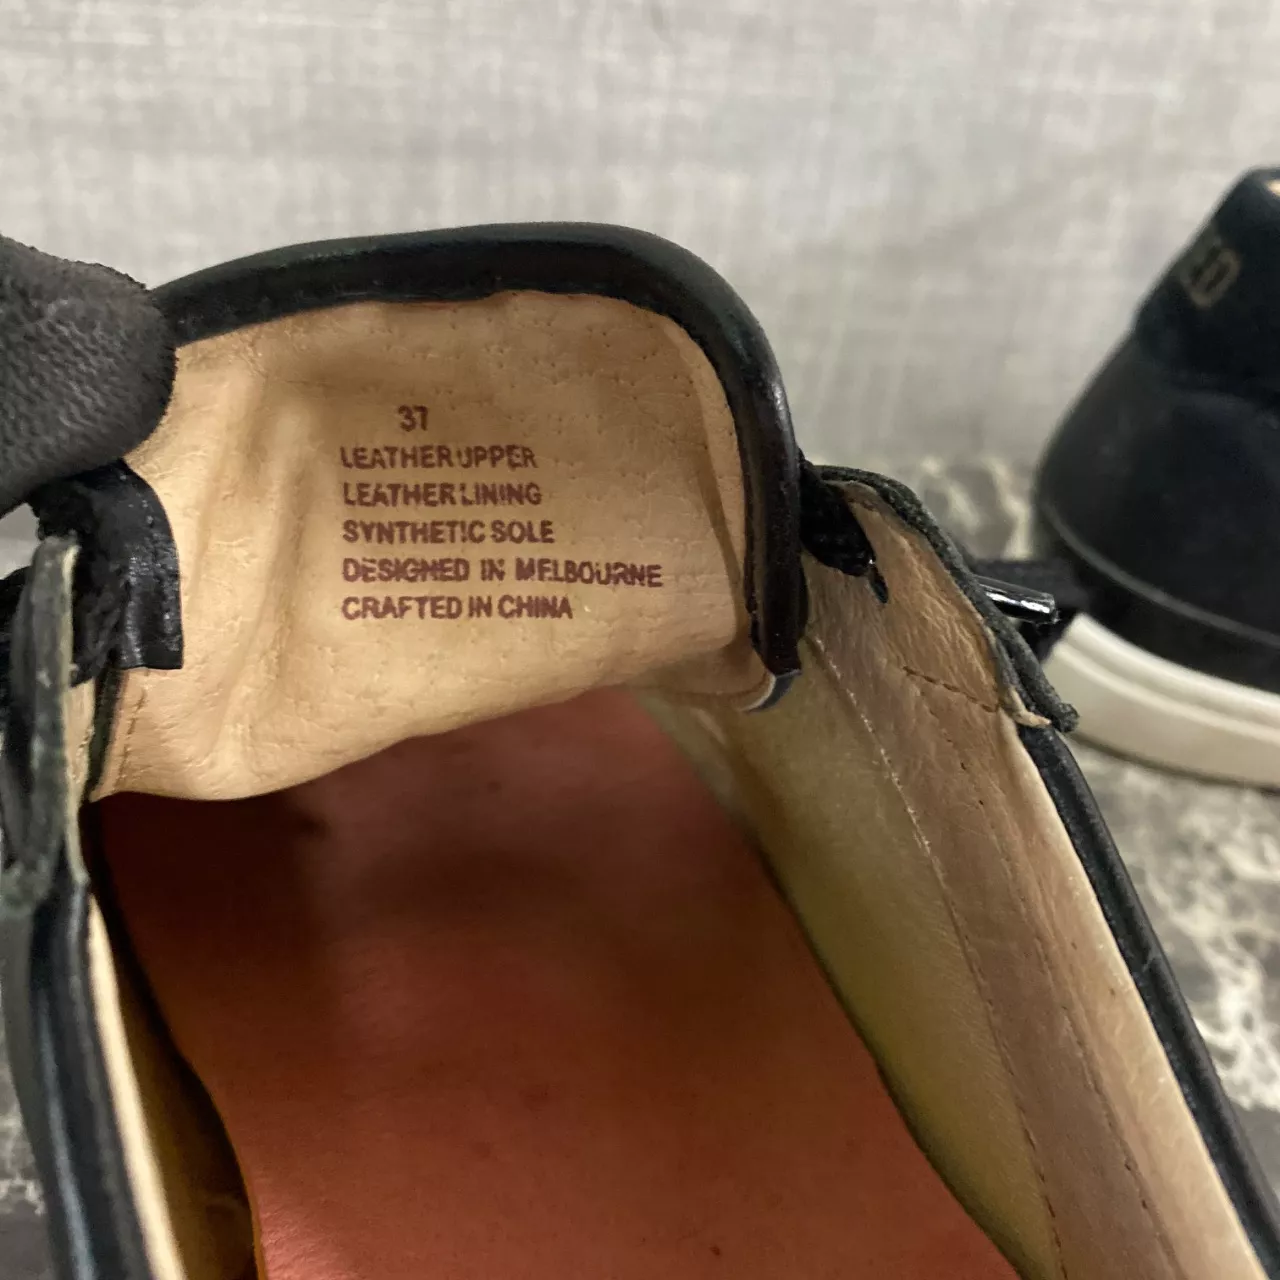 37
LEATHER UPPER
LEATHER LINING
SYNTHETIC SOLE
DESIGNED IN MELBOURNE
CRAFTED IN CHINA